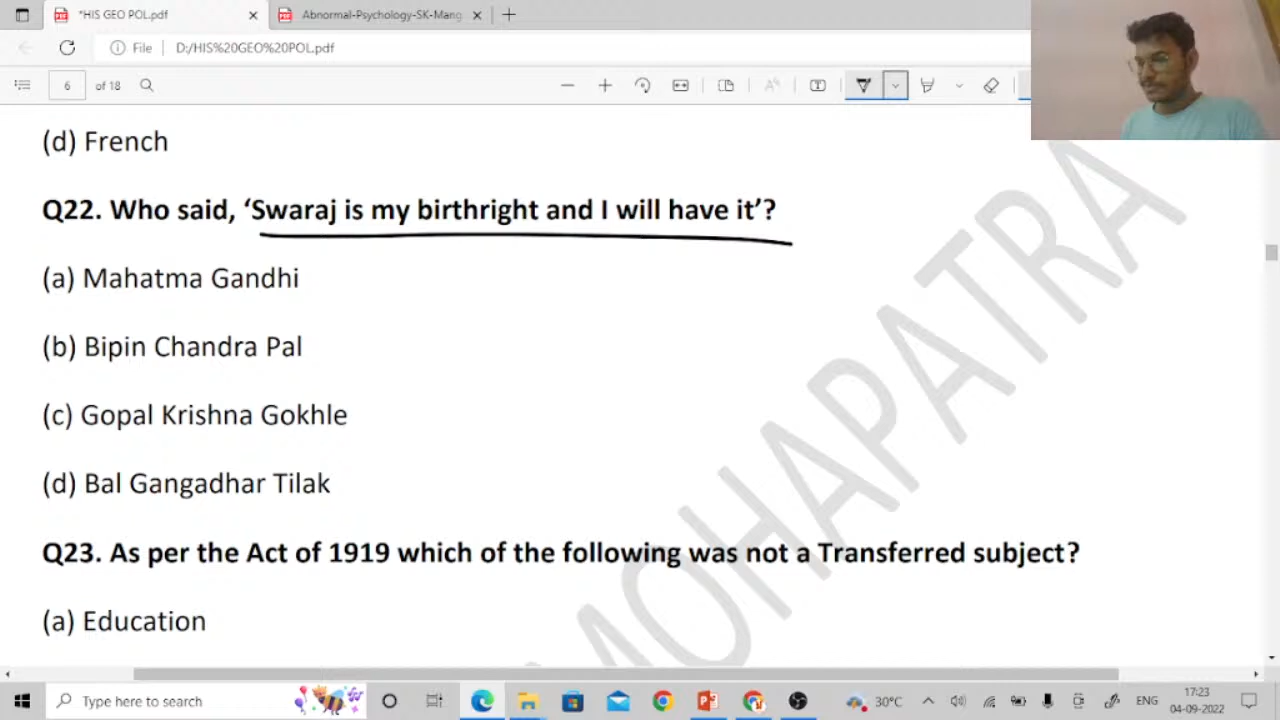 *HIS GEO POL.pdf
Abnormal-Psychology-SK-Mang
File
D:/HIS%20GEO%20POL.pdf
6 of 18
(d) French
Q22. Who said, ‘Swaraj is my birthright and I will have it’?
(a) Mahatma Gandhi
(b) Bipin Chandra Pal
(c) Gopal Krishna Gokhle
(d) Bal Gangadhar Tilak
Q23. As per the Act of 1919 which of the following was not a Transferred subject?
(a) Education
MOHAPATRA
Type here to search
30°C
ENG
17:23
04-09-2022